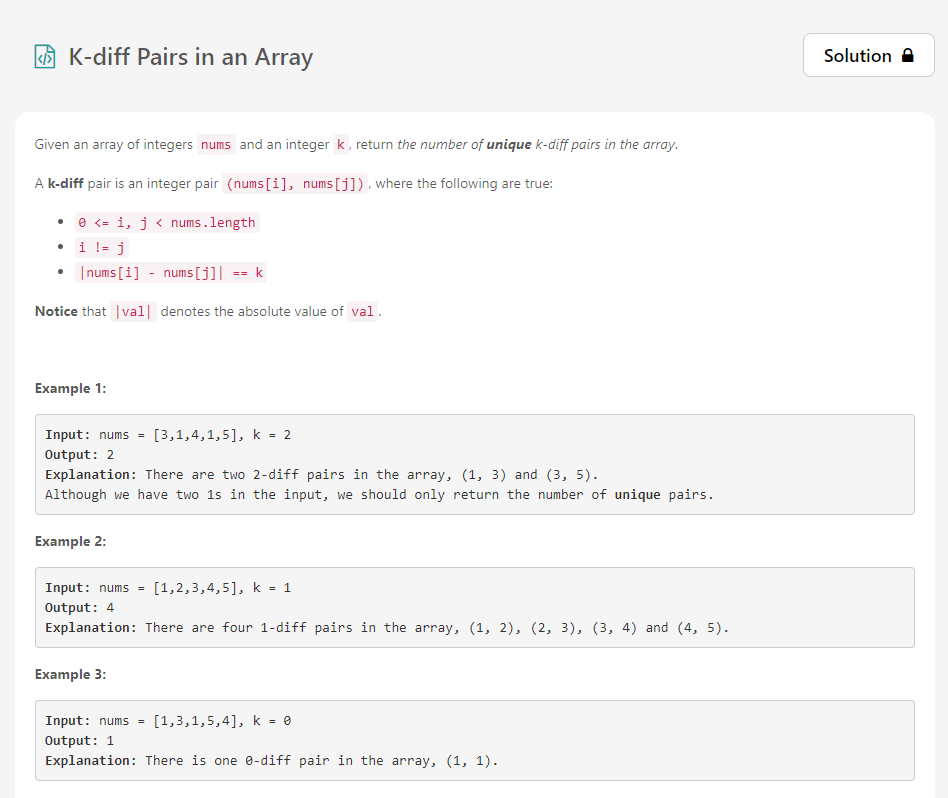 K-diff Pairs in an Array
Solution
Given an array of integers nums and an integer k, return the number of unique k-diff pairs in the array.
A k-diff pair is an integer pair (nums[i], nums[j]), where the following are true:
0 <= i, j < nums.length
i != j
|nums[i] - nums[j]| == k
Notice that |val| denotes the absolute value of val.
Example 1:
Input: nums = [3,1,4,1,5], k = 2
Output: 2
Explanation: There are two 2-diff pairs in the array, (1, 3) and (3, 5).
Although we have two 1s in the input, we should only return the number of unique pairs.
Example 2:
Input: nums = [1,2,3,4,5], k = 1
Output: 4
Explanation: There are four 1-diff pairs in the array, (1, 2), (2, 3), (3, 4) and (4, 5).
Example 3:
Input: nums = [1,3,1,5,4], k = 0
Output: 1
Explanation: There is one 0-diff pair in the array, (1, 1).